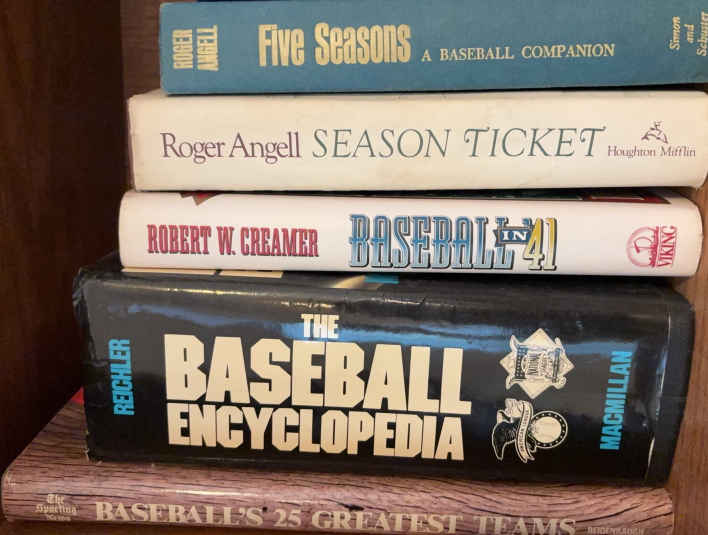 ROGER
ANGELL
Five Seasons A BASEBALL COMPANION
Simon
and
Schuster
Roger Angell SEASON TICKET
Houghton Mifflin
ROBERT W. CREAMER
BASEBALL IN '41
VIKING
REICHLER
THE
BASEBALL
ENCYCLOPEDIA
MACMILLAN
The
Sporting
News
BASEBALL'S 25 GREATEST TEAMS
REIDENBAUGH